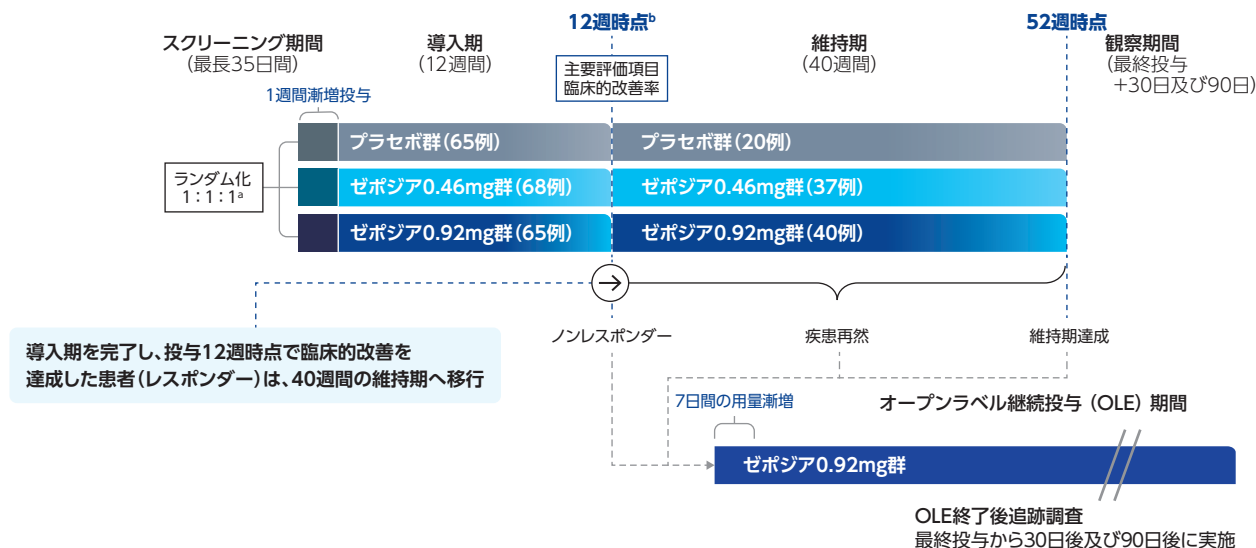 12週時点b
52週時点
スクリーニング期間
(最長35日間)
導入期
(12週間)
主要評価項目
臨床的改善率
維持期
(40週間)
観察期間
(最終投与
+30日及び90日)
1週間漸増投与
プラセボ群(65例)
プラセボ群(20例)
ランダム化
1:1:1a
ゼポジア0.46mg群(68例)
ゼポジア0.46mg群(37例)
ゼポジア0.92mg群(65例)
ゼポジア0.92mg群(40例)
ノンレスポンダー
疾患再然
維持期達成
導入期を完了し、投与12週時点で臨床的改善を
達成した患者(レスポンダー)は、40週間の維持期へ移行
7日間の用量漸増
オープンラベル継続投与(OLE)期間
ゼポジア0.92mg群
OLE終了後追跡調査
最終投与から30日後及び90日後に実施